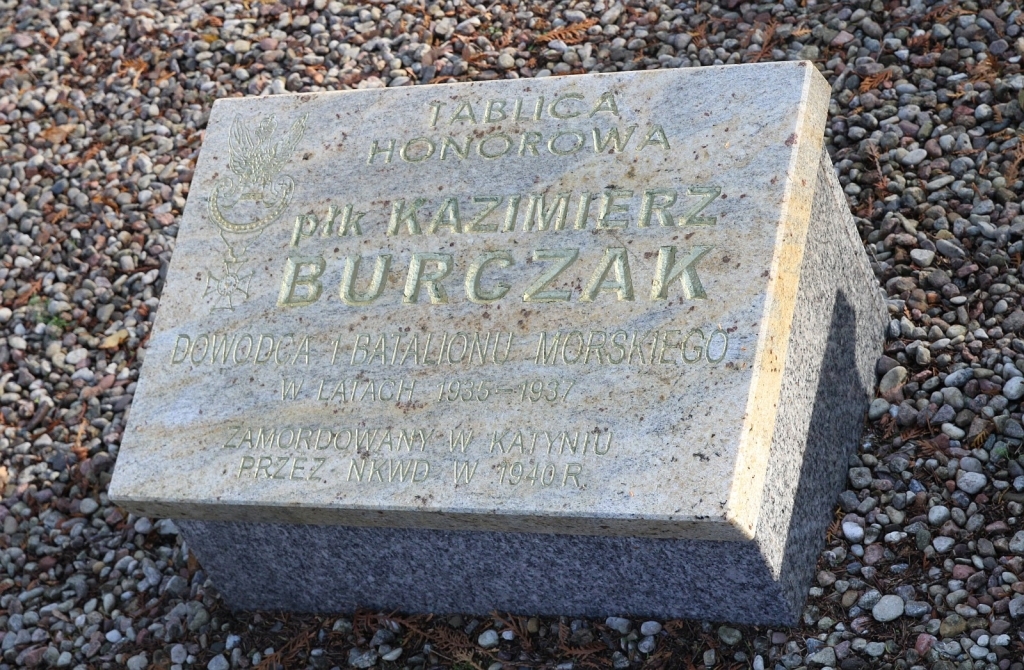 TABLICA
HONOROWA
płk KAZIMIERZ
BURCZAK
DOWÓDCA I BATALIONU MORSKIEGO
W LATACH 1935-1937
ZAMORDOWANY W KATYNIU
PRZEZ NKWD W 1940 R.